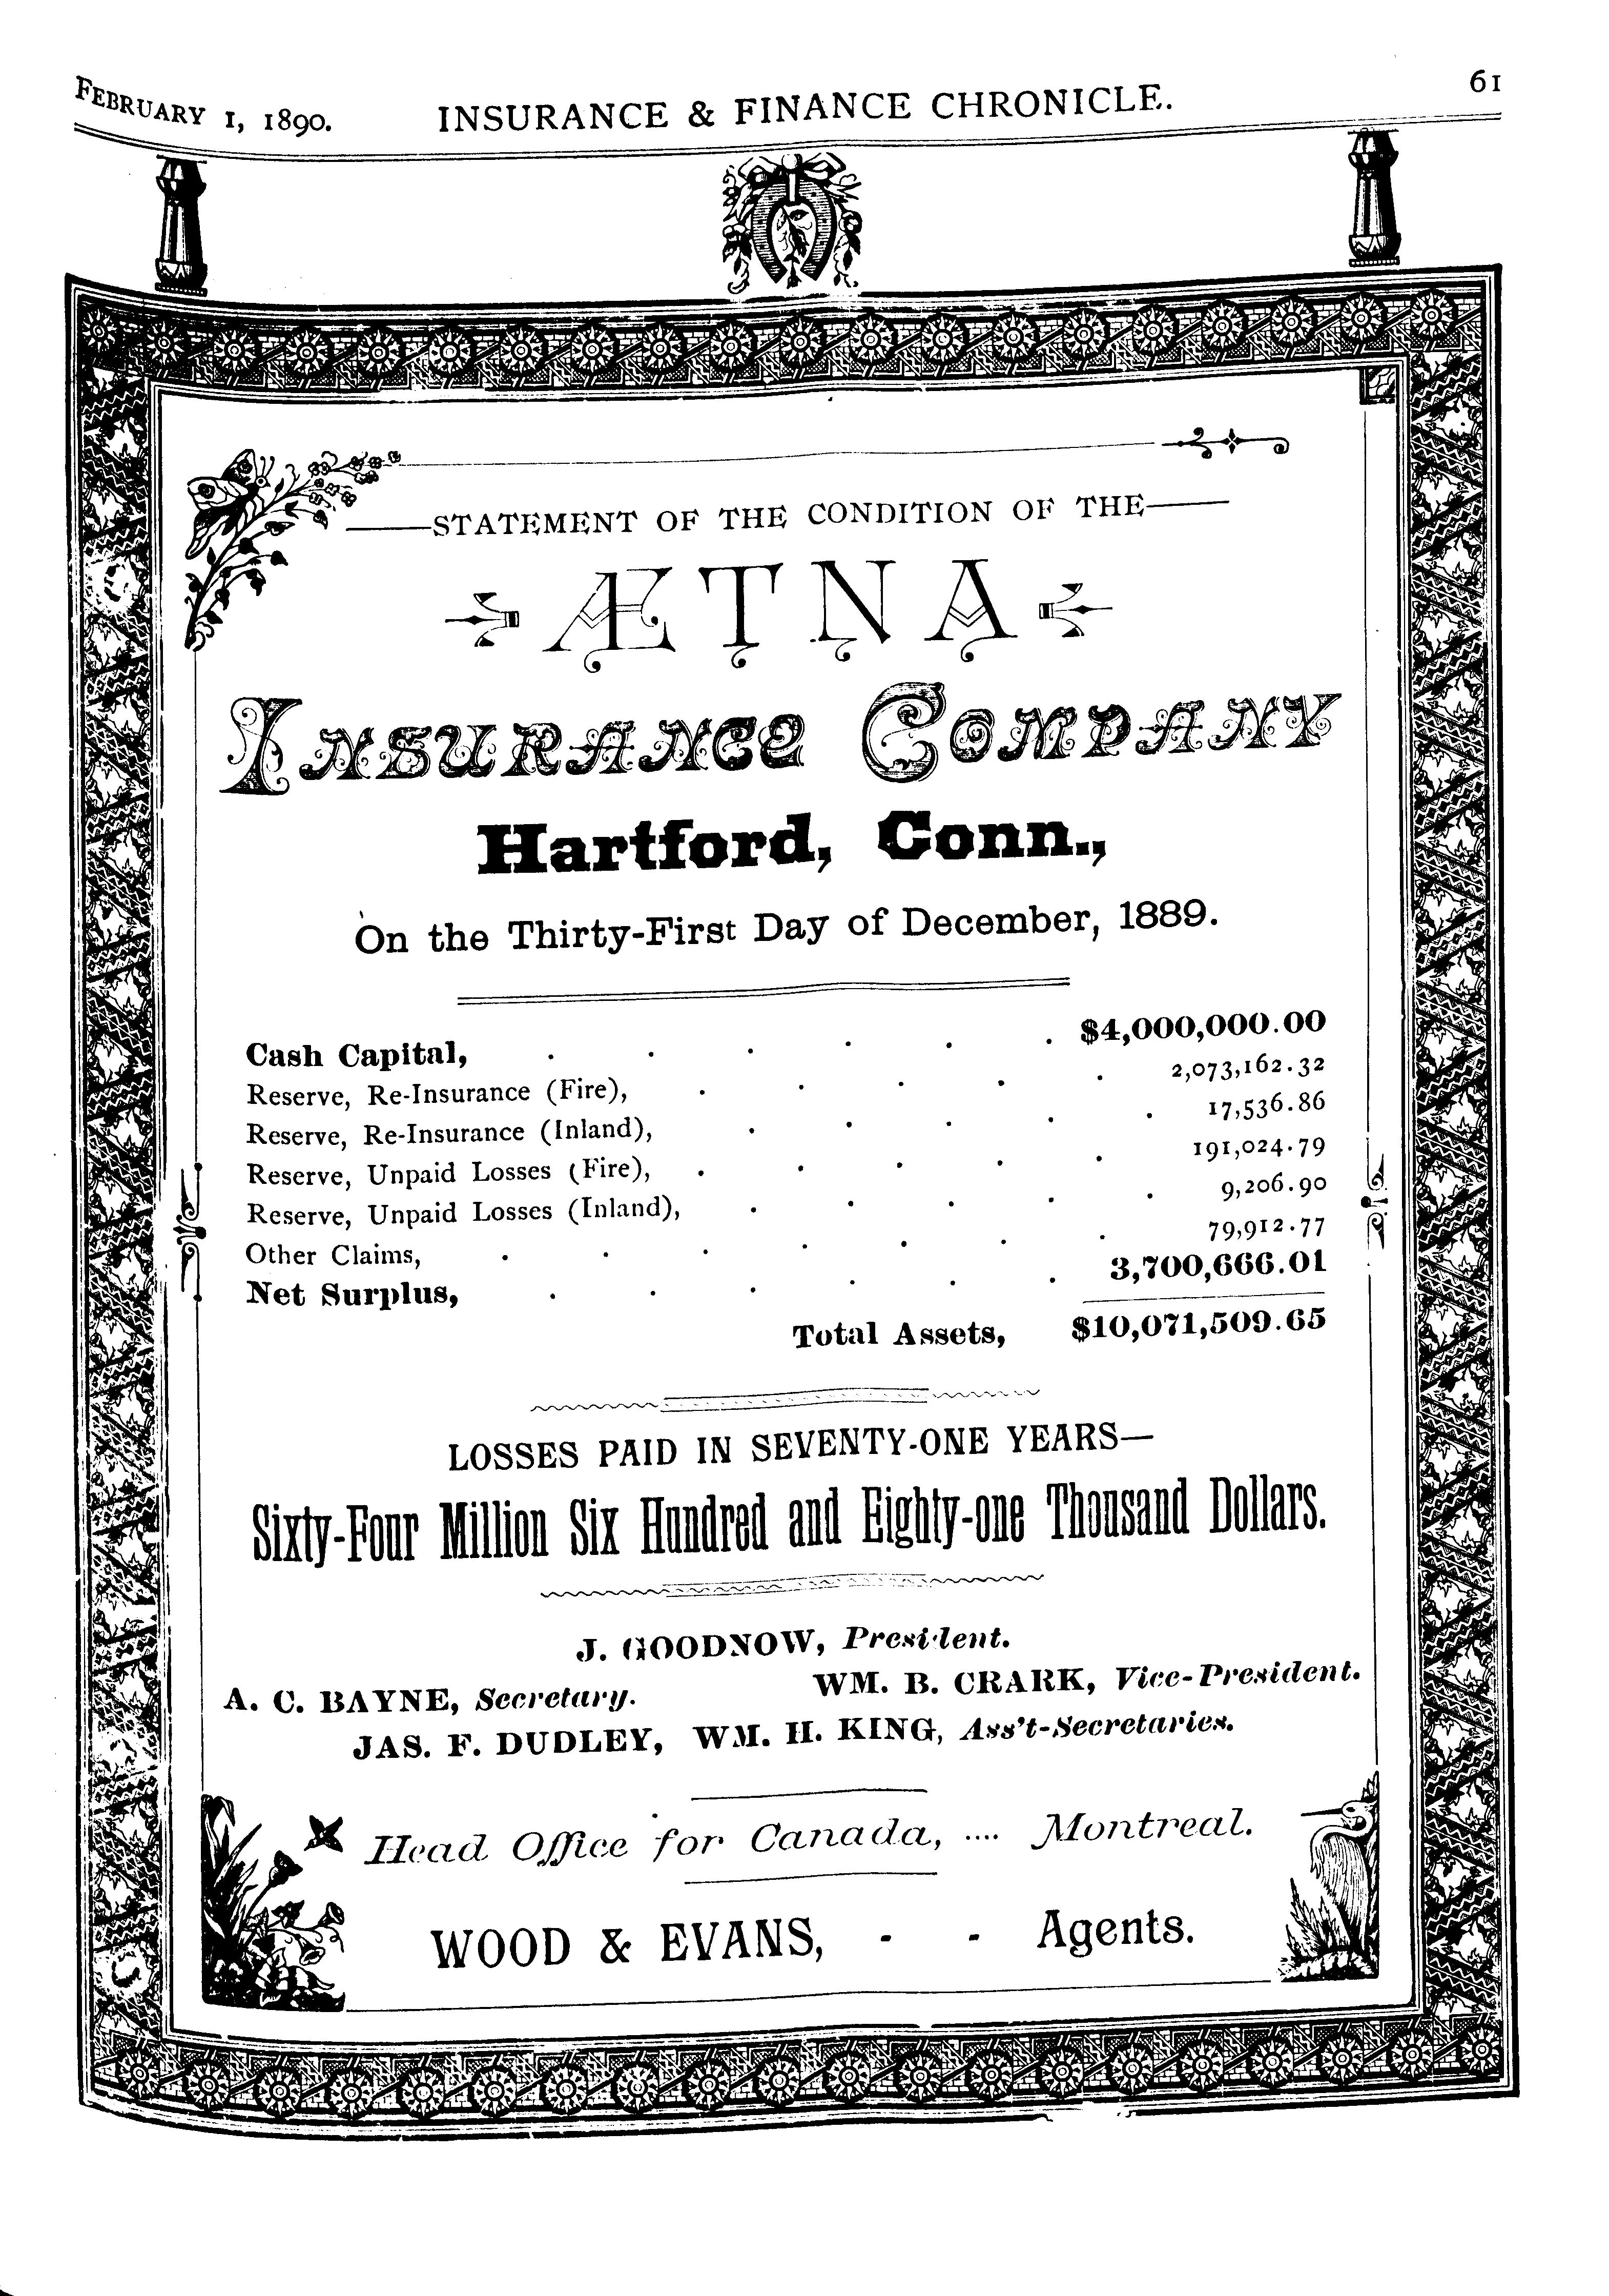 FEBRUARY 1, 1890. INSURANCE & FINANCE CHRONICLE. 61
STATEMENT OF THE CONDITION OF THE
ÆTNA
INSURANCE COMPANY
Hartford, Conn.,
On the Thirty-First Day of December, 1889.
Cash Capital, . . . . . . $4,000,000.00
Reserve, Re-Insurance (Fire), . . . . . 2,073,162.32
Reserve, Re-Insurance (Inland), . . . . . 17,536.86
Reserve, Unpaid Losses (Fire), . . . . . 191,024.79
Reserve, Unpaid Losses (Inland), . . . . . 9,206.90
Other Claims, . . . . . . . 79,912.77
Net Surplus, . . . . . . 3,700,666.01
Total Assets, $10,071,509.65
LOSSES PAID IN SEVENTY-ONE YEARS—
Sixty-Four Million Six Hundred and Eighty-one Thousand Dollars.
J. GOODNOW, President.
A. C. BAYNE, Secretary. WM. B. CRARK, Vice-President.
JAS. F. DUDLEY, WM. H. KING, Ass't-Secretaries.
Head Office for Canada, .... Montreal.
WOOD & EVANS, - - Agents.